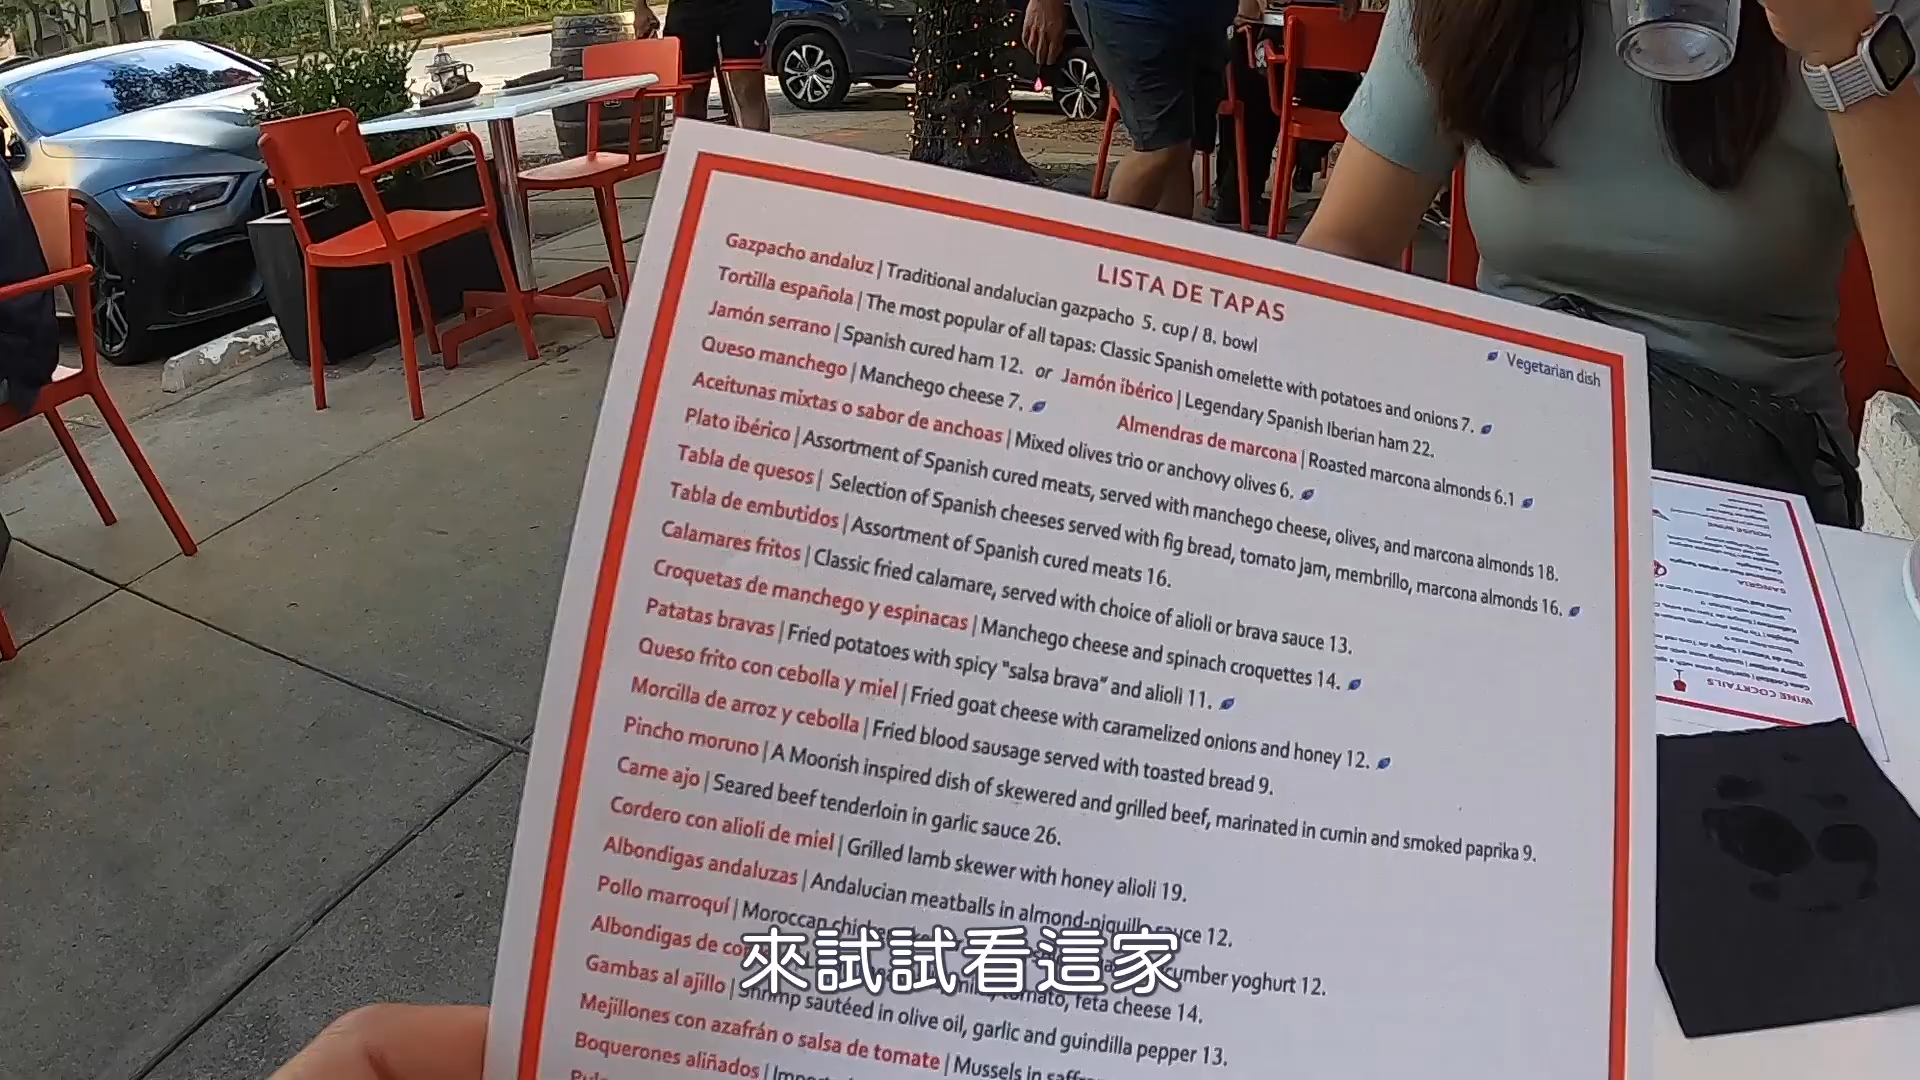 LISTA DE TAPAS
Vegetarian dish
Gazpacho andaluz | Traditional andalucian gazpacho 5. cup / 8. bowl
Tortilla española | The most popular of all tapas: Classic Spanish omelette with potatoes and onions 7.
Jamón serrano | Spanish cured ham 12. or Jamón ibérico | Legendary Spanish Iberian ham 22.
Queso manchego | Manchego cheese 7. Almendras de marcona | Roasted marcona almonds 6.1
Aceitunas mixtas o sabor de anchoas | Mixed olives trio or anchovy olives 6.
Plato ibérico | Assortment of Spanish cured meats, served with manchego cheese, olives, and marcona almonds 18.
Tabla de quesos | Selection of Spanish cheeses served with fig bread, tomato jam, membrillo, marcona almonds 16.
Tabla de embutidos | Assortment of Spanish cured meats 16.
Calamares fritos | Classic fried calamare, served with choice of alioli or brava sauce 13.
Croquetas de manchego y espinacas | Manchego cheese and spinach croquettes 14.
Patatas bravas | Fried potatoes with spicy "salsa brava" and alioli 11.
Queso frito con cebolla y miel | Fried goat cheese with caramelized onions and honey 12.
Morcilla de arroz y cebolla | Fried blood sausage served with toasted bread 9.
Pincho moruno | A Moorish inspired dish of skewered and grilled beef, marinated in cumin and smoked paprika 9.
Carne ajo | Seared beef tenderloin in garlic sauce 26.
Cordero con alioli de miel | Grilled lamb skewer with honey alioli 19.
Albondigas andaluzas | Andalucian meatballs in 12.
Pollo marroquí | Moroccan yoghurt 12.
Albondigas de feta cheese 14.
Gambas al ajillo | Shrimp sautéed in olive oil, garlic and guindilla pepper 13.
Mejillones con azafrán o salsa de tomate | Mussels in
Boquerones aliñados |
來試試看這家
SANGRIA
WINE COCKTAILS